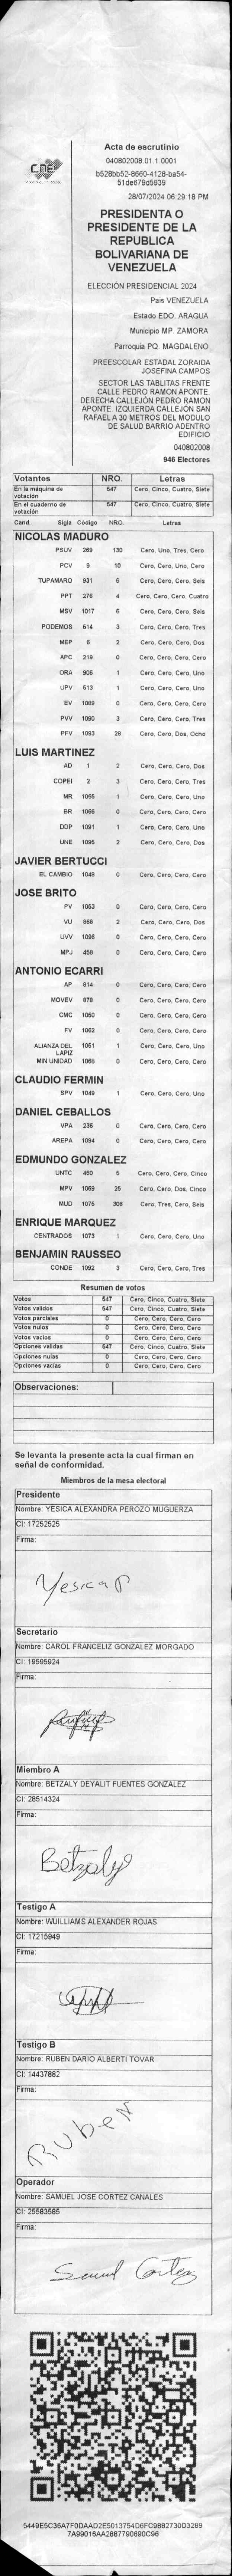 CNE
Acta de escrutinio
040802008.01.1.0001
b528bb52-8660-4128-ba54-
51de679d5939
28/07/2024 06:29:18 PM
PRESIDENTA O
PRESIDENTE DE LA
REPUBLICA
BOLIVARIANA DE
VENEZUELA
ELECCIÓN PRESIDENCIAL 2024
País VENEZUELA
Estado EDO. ARAGUA
Municipio MP. ZAMORA
Parroquia PQ. MAGDALENO
PREESCOLAR ESTADAL ZORAIDA
JOSEFINA CAMPOS
SECTOR LAS TABLITAS FRENTE
CALLE PEDRO RAMON APONTE.
DERECHA CALLEJÓN PEDRO RAMON
APONTE. IZQUIERDA CALLEJÓN SAN
RAFAEL A 30 METROS DEL MODULO
DE SALUD BARRIO ADENTRO
EDIFICIO
040802008
946 Electores
Votantes NRO. Letras
En la máquina de votación 547 Cero, Cinco, Cuatro, Siete
En el cuaderno de votación 547 Cero, Cinco, Cuatro, Siete
Cand. Sigla Código NRO. Letras
NICOLAS MADURO
PSUV 269 130 Cero, Uno, Tres, Cero
PCV 9 10 Cero, Cero, Uno, Cero
TUPAMARO 931 6 Cero, Cero, Cero, Seis
PPT 276 4 Cero, Cero, Cero, Cuatro
MSV 1017 6 Cero, Cero, Cero, Seis
PODEMOS 514 3 Cero, Cero, Cero, Tres
MEP 6 2 Cero, Cero, Cero, Dos
APC 219 0 Cero, Cero, Cero, Cero
ORA 906 1 Cero, Cero, Cero, Uno
UPV 513 1 Cero, Cero, Cero, Uno
EV 1089 0 Cero, Cero, Cero, Cero
PVV 1090 3 Cero, Cero, Cero, Tres
PFV 1093 28 Cero, Cero, Dos, Ocho
LUIS MARTINEZ
AD 1 2 Cero, Cero, Cero, Dos
COPEI 2 3 Cero, Cero, Cero, Tres
MR 1065 1 Cero, Cero, Cero, Uno
BR 1066 0 Cero, Cero, Cero, Cero
DDP 1091 1 Cero, Cero, Cero, Uno
UNE 1095 2 Cero, Cero, Cero, Dos
JAVIER BERTUCCI
EL CAMBIO 1048 0 Cero, Cero, Cero, Cero
JOSE BRITO
PV 1053 0 Cero, Cero, Cero, Cero
VU 868 2 Cero, Cero, Cero, Dos
UVV 1096 0 Cero, Cero, Cero, Cero
MPJ 458 0 Cero, Cero, Cero, Cero
ANTONIO ECARRI
AP 814 0 Cero, Cero, Cero, Cero
MOVEV 878 0 Cero, Cero, Cero, Cero
CMC 1050 0 Cero, Cero, Cero, Cero
FV 1062 0 Cero, Cero, Cero, Cero
ALIANZA DEL LAPIZ 1051 1 Cero, Cero, Cero, Uno
MIN UNIDAD 1068 0 Cero, Cero, Cero, Cero
CLAUDIO FERMIN
SPV 1049 1 Cero, Cero, Cero, Uno
DANIEL CEBALLOS
VPA 236 0 Cero, Cero, Cero, Cero
AREPA 1094 0 Cero, Cero, Cero, Cero
EDMUNDO GONZALEZ
UNTC 460 5 Cero, Cero, Cero, Cinco
MPV 1069 25 Cero, Cero, Dos, Cinco
MUD 1075 306 Cero, Tres, Cero, Seis
ENRIQUE MARQUEZ
CENTRADOS 1073 1 Cero, Cero, Cero, Uno
BENJAMIN RAUSSEO
CONDE 1092 3 Cero, Cero, Cero, Tres
Resumen de votos
Votos 547 Cero, Cinco, Cuatro, Siete
Votos validos 547 Cero, Cinco, Cuatro, Siete
Votos parciales 0 Cero, Cero, Cero, Cero
Votos nulos 0 Cero, Cero, Cero, Cero
Votos vacios 0 Cero, Cero, Cero, Cero
Opciones validas 547 Cero, Cinco, Cuatro, Siete
Opciones nulas 0 Cero, Cero, Cero, Cero
Opciones vacias 0 Cero, Cero, Cero, Cero
Observaciones:
Se levanta la presente acta la cual firman en
señal de conformidad.
Miembros de la mesa electoral
Presidente
Nombre: YESICA ALEXANDRA PEROZO MUGUERZA
CI: 17252525
Firma:
Yesica P
Secretario
Nombre: CAROL FRANCELIZ GONZALEZ MORGADO
CI: 19595924
Firma:
Miembro A
Nombre: BETZALY DEYALIT FUENTES GONZALEZ
CI: 28514324
Firma:
Betzaly
Testigo A
Nombre: WUILLIAMS ALEXANDER ROJAS
CI: 17215949
Firma:
Testigo B
Nombre: RUBEN DARIO ALBERTI TOVAR
CI: 14437882
Firma:
Ruben
Operador
Nombre: SAMUEL JOSE CORTEZ CANALES
CI: 25583585
Firma:
Samuel Cortez
5449E5C36A7F0DAAD2E5013754D6FC9882730D3289
7A99016AA2887790690C96